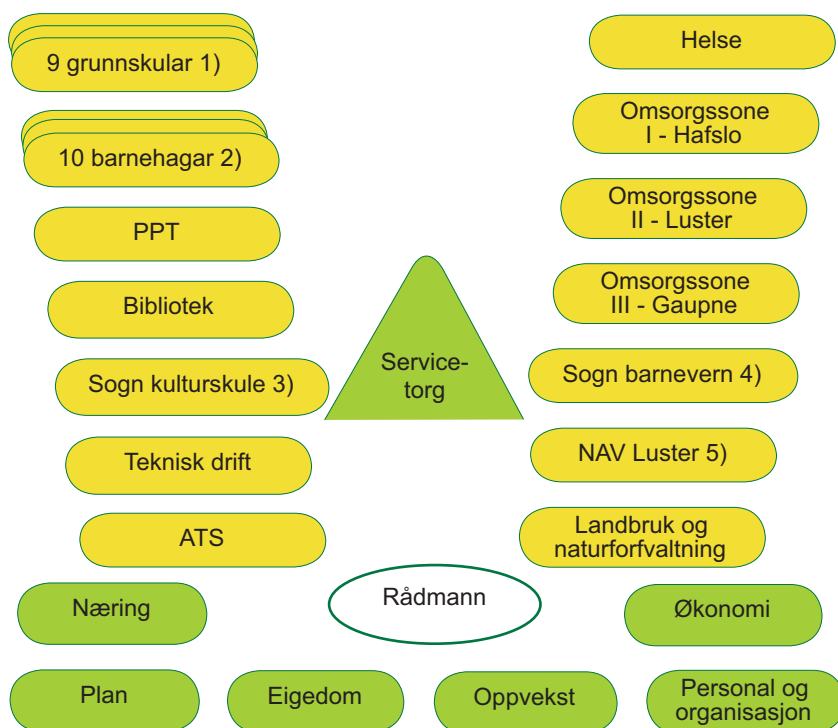 9 grunnskular 1)
10 barnehagar 2)
PPT
Bibliotek
Sogn kulturskule 3)
Teknisk drift
ATS
Service-
torg
Helse
Omsorgssone
I - Hafslo
Omsorgssone
II - Luster
Omsorgssone
III - Gaupne
Sogn barnevern 4)
NAV Luster 5)
Landbruk og
naturforfvaltning
Næring
Rådmann
Økonomi
Plan
Eigedom
Oppvekst
Personal og
organisasjon